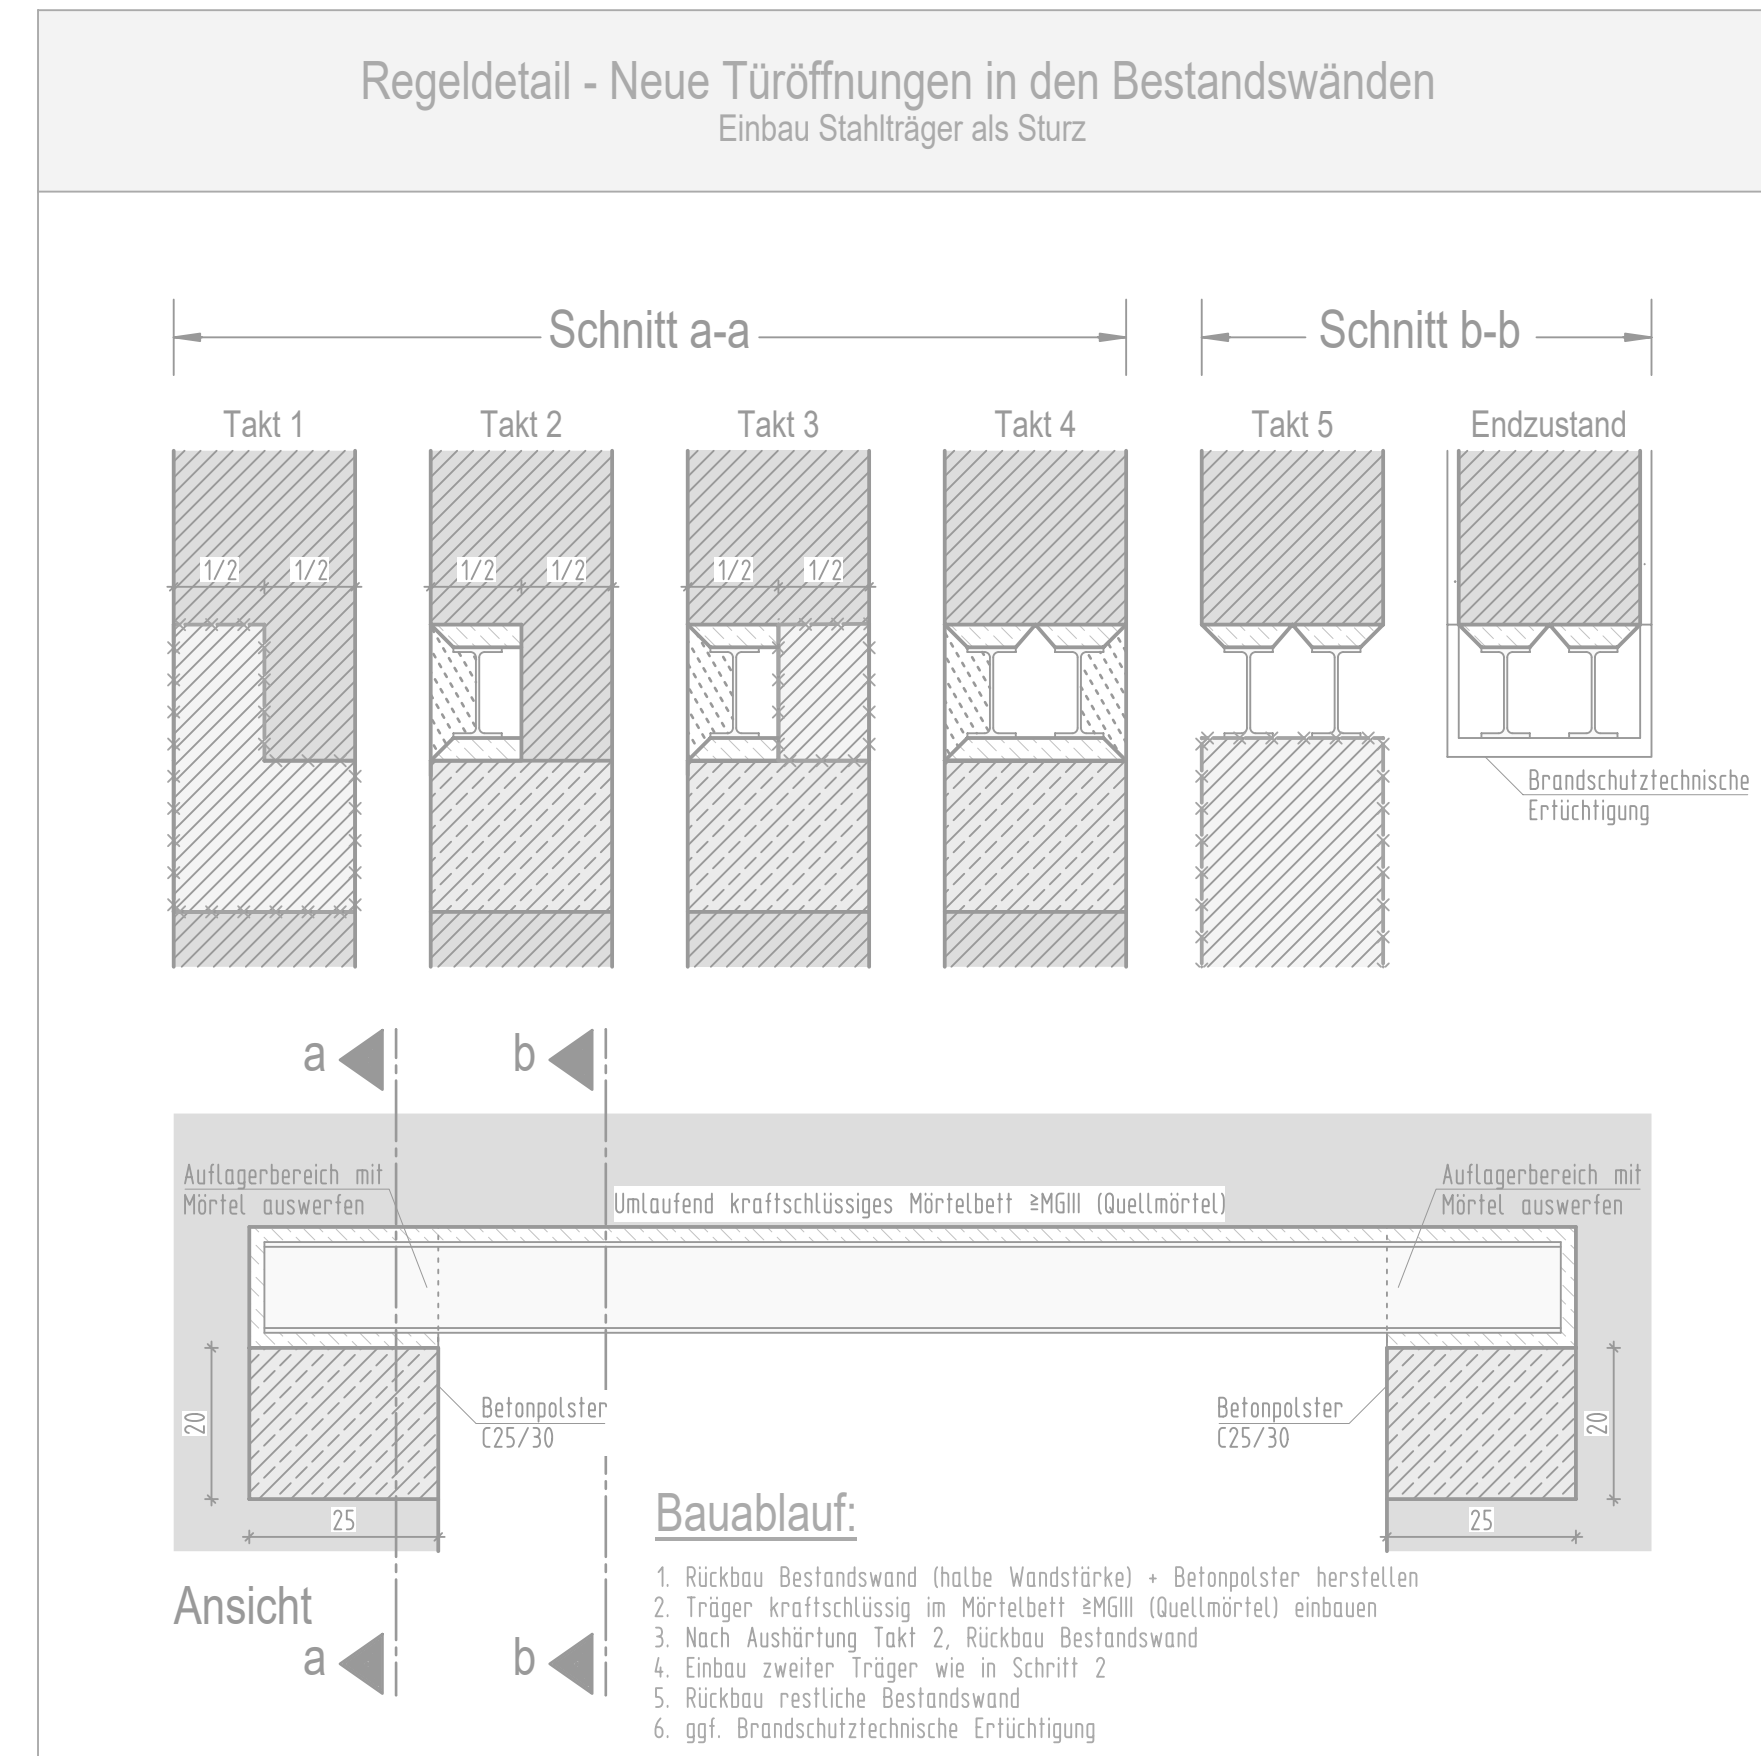 Regeldetail - Neue Türöffnungen in den Bestandswänden
Einbau Stahlträger als Sturz
Schnitt a-a
Schnitt b-b
Takt 1
Takt 2
Takt 3
Takt 4
Takt 5
Endzustand
1/2
1/2
1/2
1/2
1/2
1/2
Brandschutztechnische
Ertüchtigung
a
b
Auflagerbereich mit
Mörtel auswerfen
Umlaufend kraftschlüssiges Mörtelbett ≥MGIII (Quellmörtel)
Auflagerbereich mit
Mörtel auswerfen
20
Betonpolster
C25/30
25
Betonpolster
C25/30
20
25
Ansicht
a
b
Bauablauf:
1. Rückbau Bestandswand (halbe Wandstärke) + Betonpolster herstellen
2. Träger kraftschlüssig im Mörtelbett ≥MGIII (Quellmörtel) einbauen
3. Nach Aushärtung Takt 2, Rückbau Bestandswand
4. Einbau zweiter Träger wie in Schritt 2
5. Rückbau restliche Bestandswand
6. ggf. Brandschutztechnische Ertüchtigung